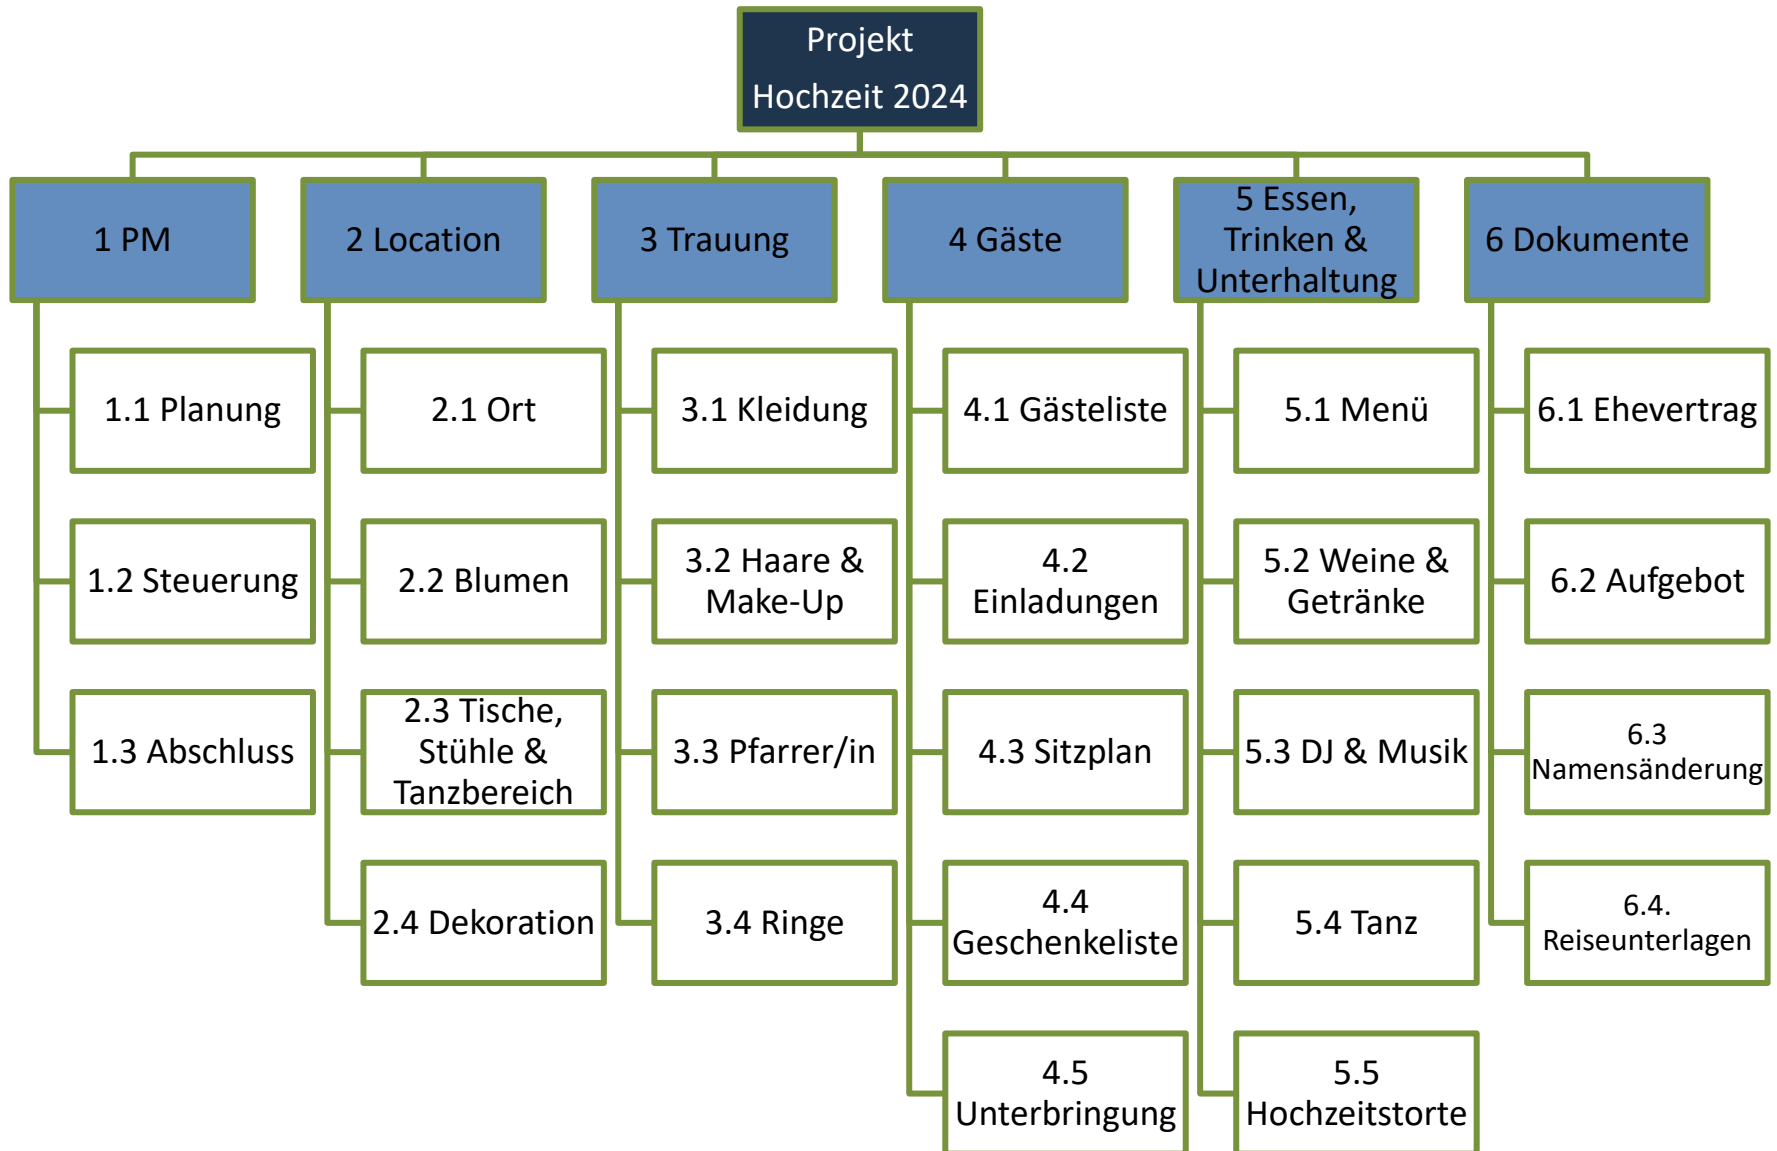 Projekt
Hochzeit 2024
1 PM
2 Location
3 Trauung
4 Gäste
5 Essen,
Trinken &
Unterhaltung
6 Dokumente
1.1 Planung
2.1 Ort
3.1 Kleidung
4.1 Gästeliste
5.1 Menü
6.1 Ehevertrag
1.2 Steuerung
2.2 Blumen
3.2 Haare &
Make-Up
4.2
Einladungen
5.2 Weine &
Getränke
6.2 Aufgebot
1.3 Abschluss
2.3 Tische,
Stühle &
Tanzbereich
3.3 Pfarrer/in
4.3 Sitzplan
5.3 DJ & Musik
6.3
Namensänderung
2.4 Dekoration
3.4 Ringe
4.4
Geschenkeliste
5.4 Tanz
6.4.
Reiseunterlagen
4.5
Unterbringung
5.5
Hochzeitstorte